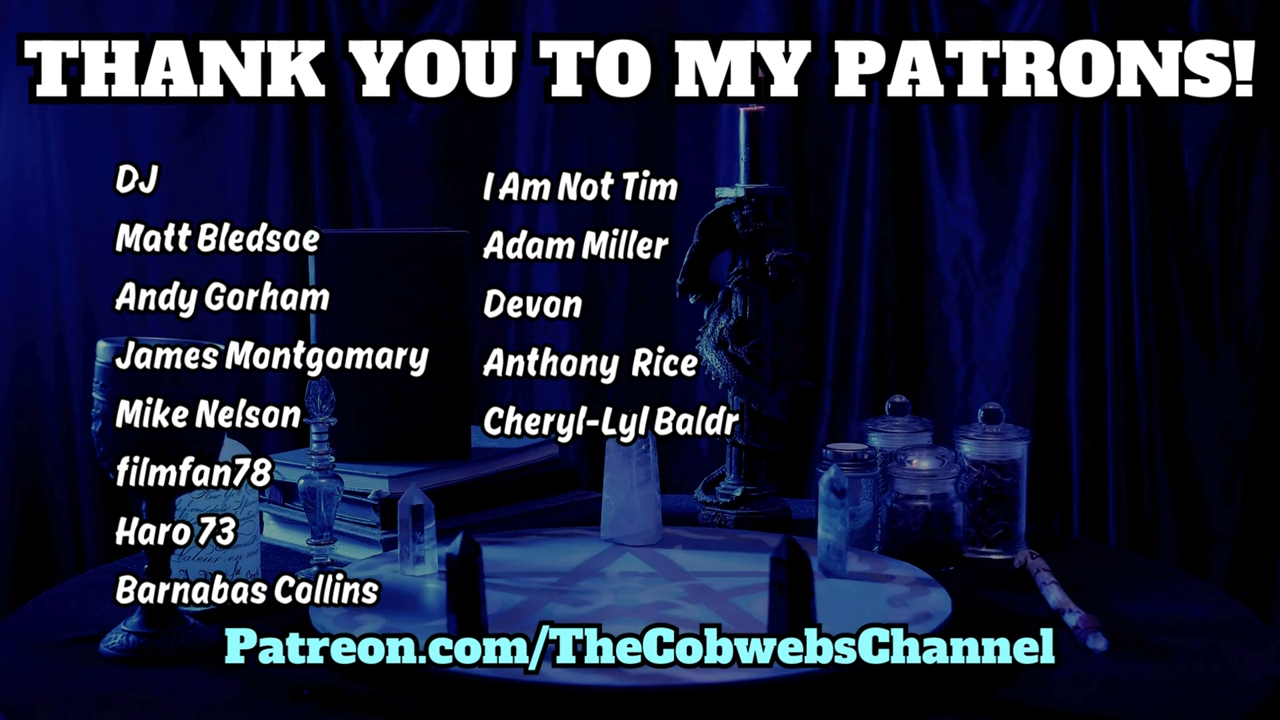 THANK YOU TO MY PATRONS!
DJ
Matt Bledsoe
Andy Gorham
James Montgomary
Mike Nelson
filmfan78
Haro 73
Barnabas Collins
I Am Not Tim
Adam Miller
Devon
Anthony Rice
Cheryl-Lyl Baldr
Patreon.com/TheCobwebsChannel